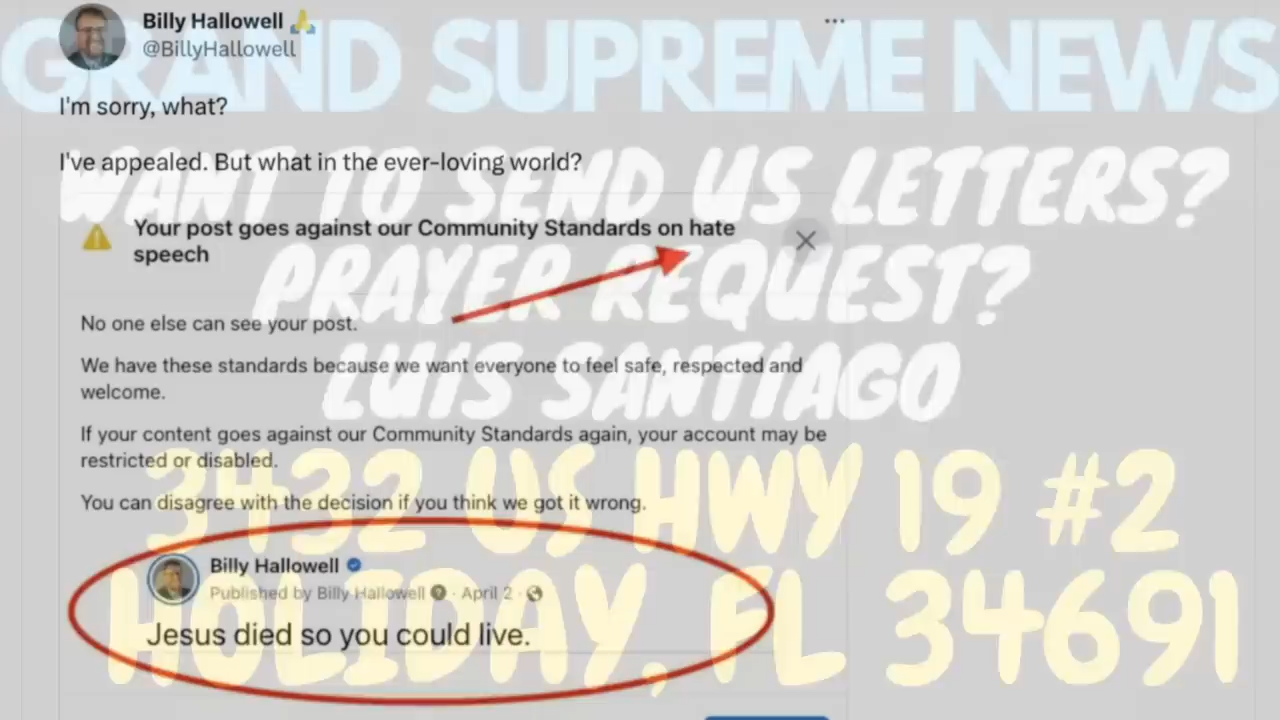 Billy Hallowell 🙏
@BillyHallowell
...
GRAND SUPREME NEWS
I'm sorry, what?
I've appealed. But what in the ever-loving world?
WANT TO SEND US LETTERS?
Your post goes against our Community Standards on hate
speech
PRAYER REQUEST?
No one else can see your post.
We have these standards because we want everyone to feel safe, respected and
welcome.
LUIS SANTIAGO
If your content goes against our Community Standards again, your account may be
restricted or disabled.
You can disagree with the decision if you think we got it wrong.
3432 US HWY 19 #2
Billy Hallowell
Published by Billy Hallowell · April 2 ·
HOLIDAY, FL 34691
Jesus died so you could live.